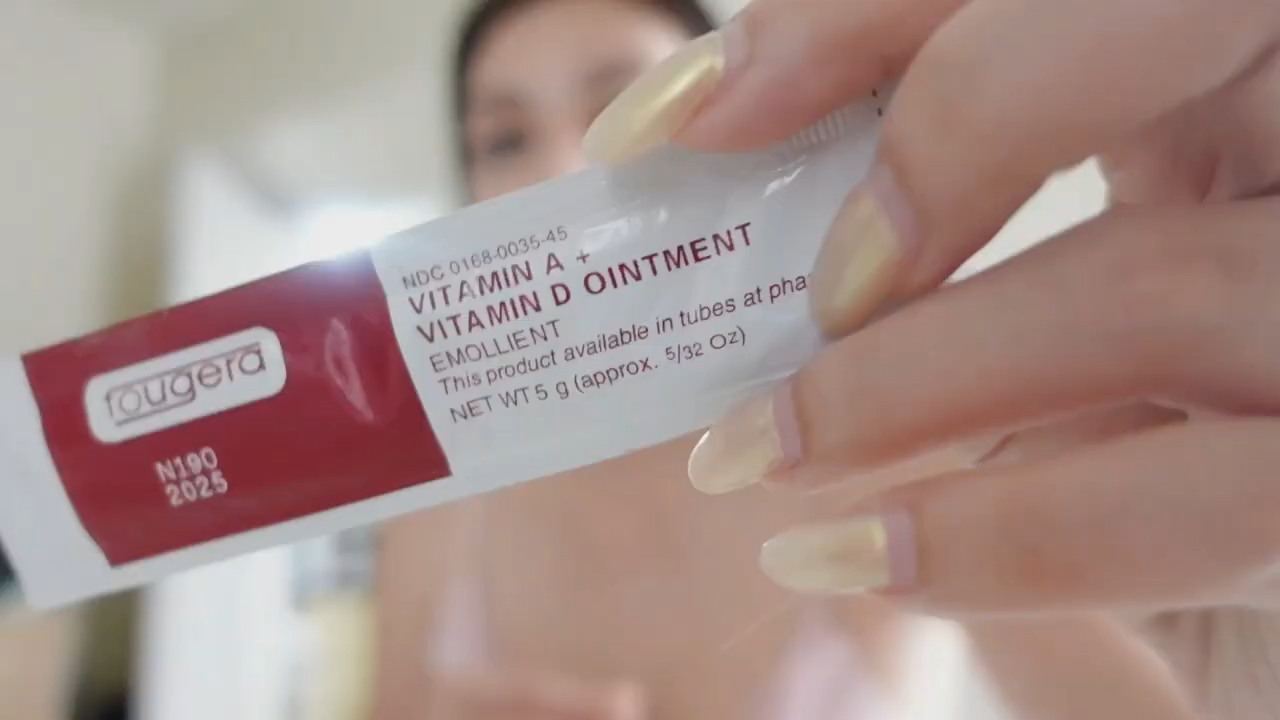 fougera
N190
2025
NDC 0168-0035-45
VITAMIN A +
VITAMIN D OINTMENT
EMOLLIENT
This product available in tubes at pha
NET WT 5 g (approx. 5/32 Oz)